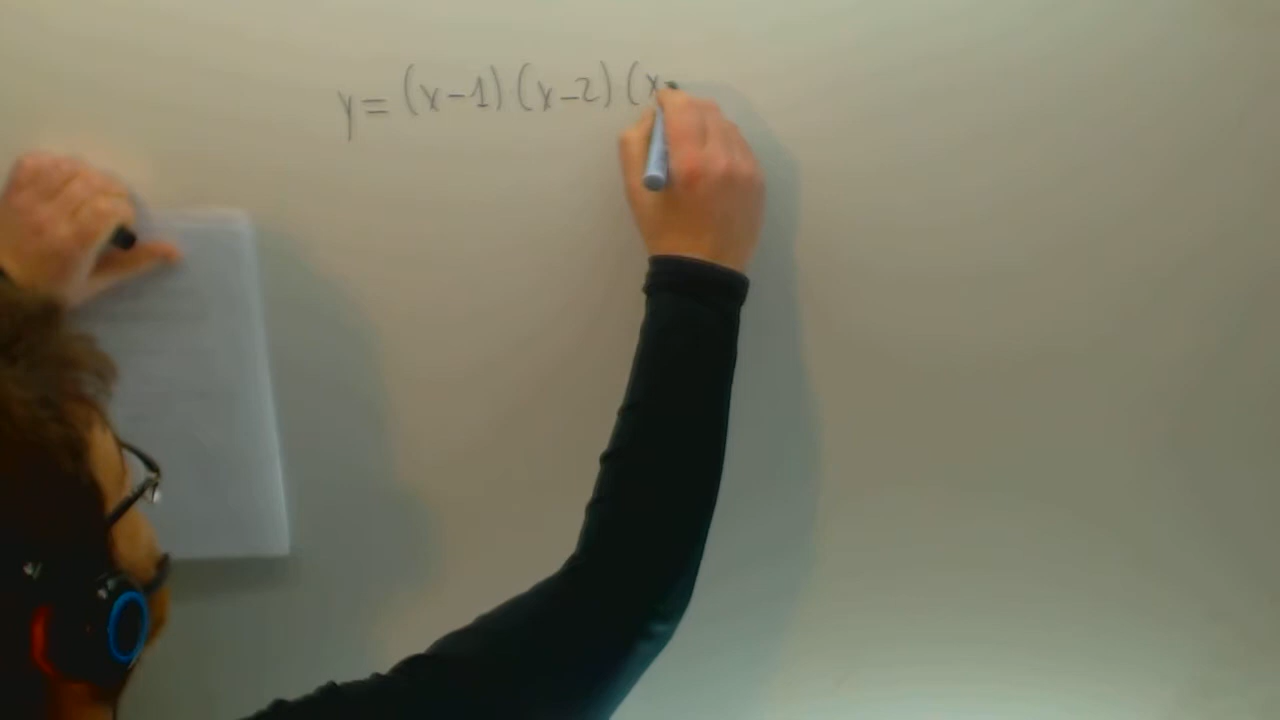 y = (x-1) (x-2) (x-